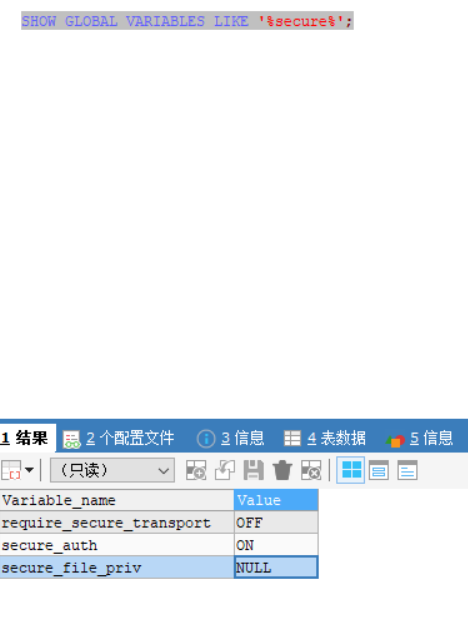 SHOW GLOBAL VARIABLES LIKE '%secure%';
1 结果 2 个配置文件 3 信息 4 表数据 5 信息
（只读）
Variable_name Value
require_secure_transport OFF
secure_auth ON
secure_file_priv NULL